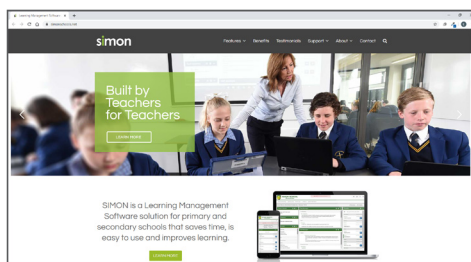 simon
Features
Benefits
Testimonials
Support
About
Contact
Built by
Teachers
for Teachers
LEARN MORE
SIMON is a Learning Management
Software solution for primary and
secondary schools that saves time, is
easy to use and improves learning.
LEARN MORE